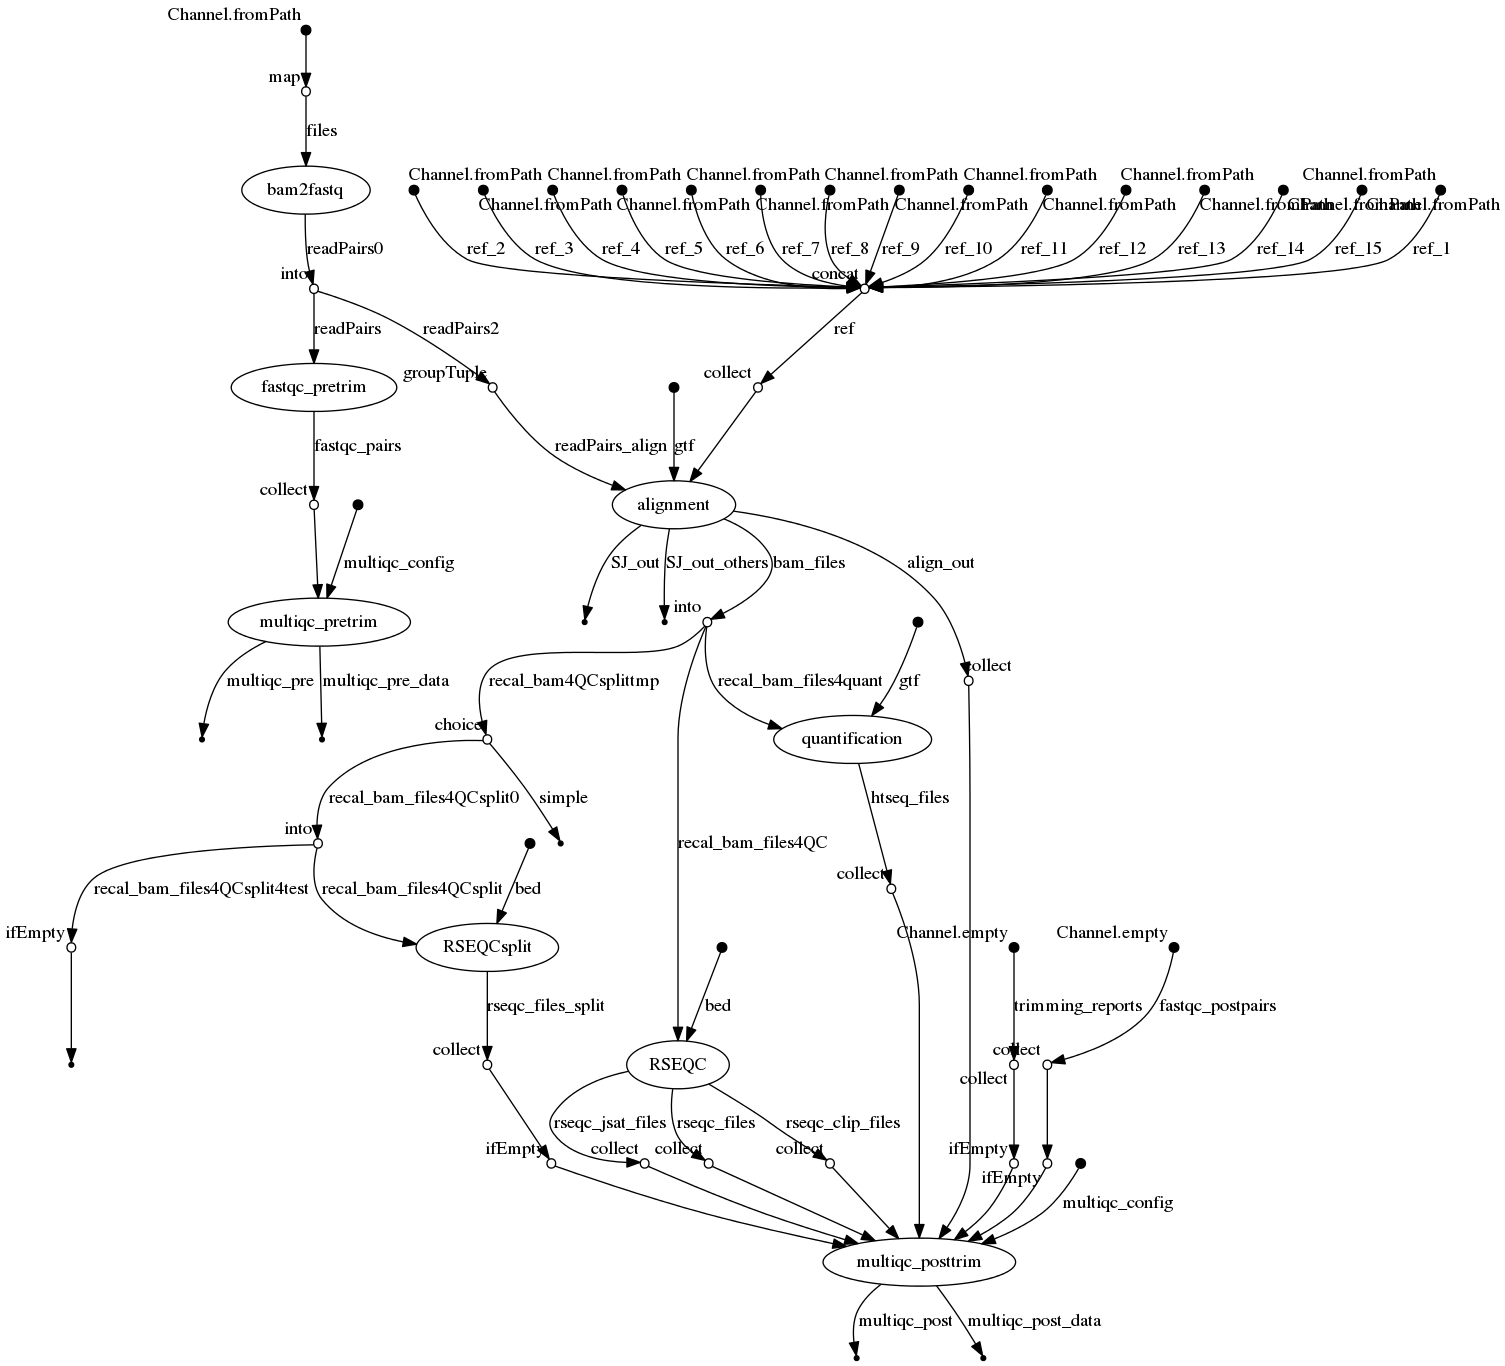 Channel.fromPath
map
files
bam2fastq
Channel.fromPath Channel.fromPath Channel.fromPath Channel.fromPath Channel.fromPath Channel.fromPath Channel.fromPath
Channel.fromPath Channel.fromPath Channel.fromPath Channel.fromPath Channel.fromPath Channel.fromPath Channel.fromPath Channel.fromPath
readPairs0 ref_2 ref_3 ref_4 ref_5 ref_6 ref_7 ref_8 ref_9 ref_10 ref_11 ref_12 ref_13 ref_14 ref_15 ref_1
into concat
readPairs readPairs2 ref
groupTuple collect
fastqc_pretrim
fastqc_pairs readPairs_align gtf
collect
alignment
multiqc_config SJ_out SJ_out_others bam_files align_out
into
multiqc_pretrim
collect
multiqc_pre multiqc_pre_data recal_bam4QCsplittmp recal_bam_files4quant gtf
choice
quantification
recal_bam_files4QCsplit0 simple htseq_files
into
recal_bam_files4QC
collect
recal_bam_files4QCsplit4test recal_bam_files4QCsplit bed
ifEmpty Channel.empty Channel.empty
RSEQCsplit
rseqc_files_split bed trimming_reports fastqc_postpairs
collect collect
RSEQC
collect
rseqc_jsat_files rseqc_files rseqc_clip_files
ifEmpty collect collect collect ifEmpty
ifEmpty
multiqc_config
multiqc_posttrim
multiqc_post multiqc_post_data